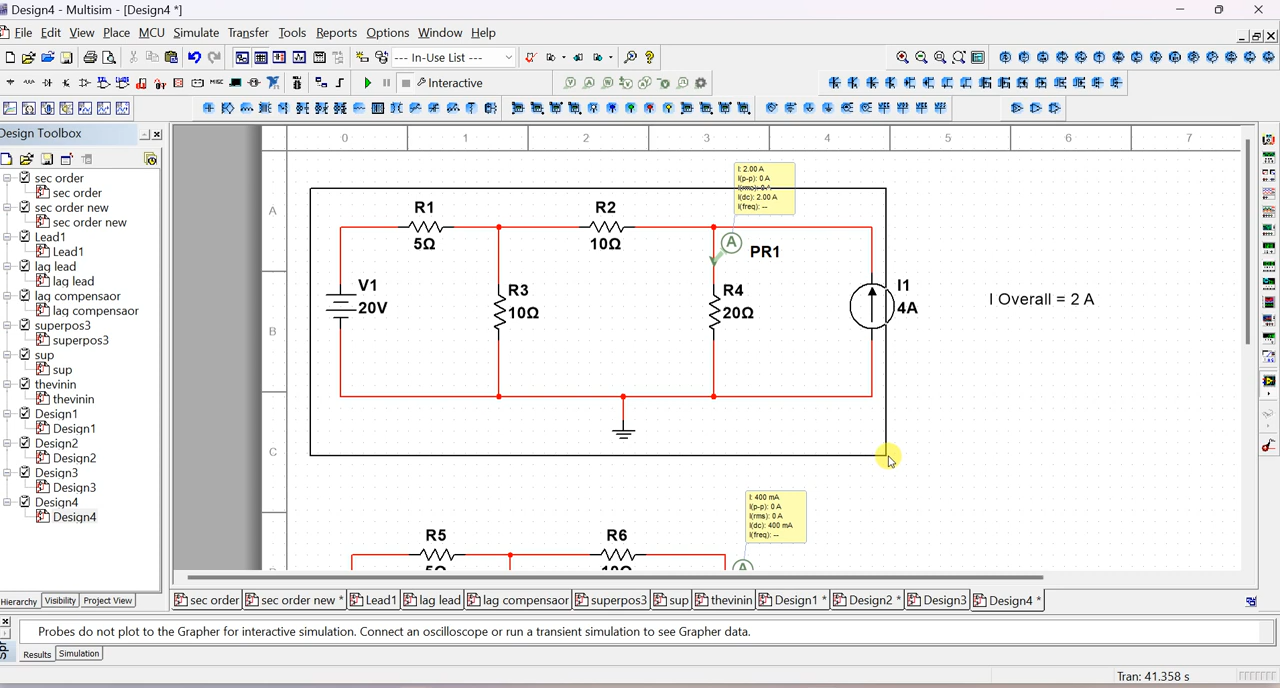 Design4 - Multisim - [Design4 *]
File Edit View Place MCU Simulate Transfer Tools Reports Options Window Help
--- In-Use List ---
Interactive
Design Toolbox
sec order
sec order
sec order new
sec order new
Lead1
Lead1
lag lead
lag lead
lag compensaor
lag compensaor
superpos3
superpos3
sup
sup
thevinin
thevinin
Design1
Design1
Design2
Design2
Design3
Design3
Design4
Design4
Hierarchy Visibility Project View
0 1 2 3 4 5 6 7
A
B
C
I: 2.00 A
I(p-p): 0 A
I(rms): 0 A
I(dc): 2.00 A
I(freq): --
R1
5Ω
R2
10Ω
A
PR1
V1
20V
R3
10Ω
R4
20Ω
I1
4A
I Overall = 2 A
I: 400 mA
I(p-p): 0 A
I(rms): 0 A
I(dc): 400 mA
I(freq): --
R5
R6
A
sec order sec order new * Lead1 lag lead lag compensaor superpos3 sup thevinin Design1 * Design2 * Design3 Design4 *
Probes do not plot to the Grapher for interactive simulation. Connect an oscilloscope or run a transient simulation to see Grapher data.
Results Simulation
Tran: 41.358 s